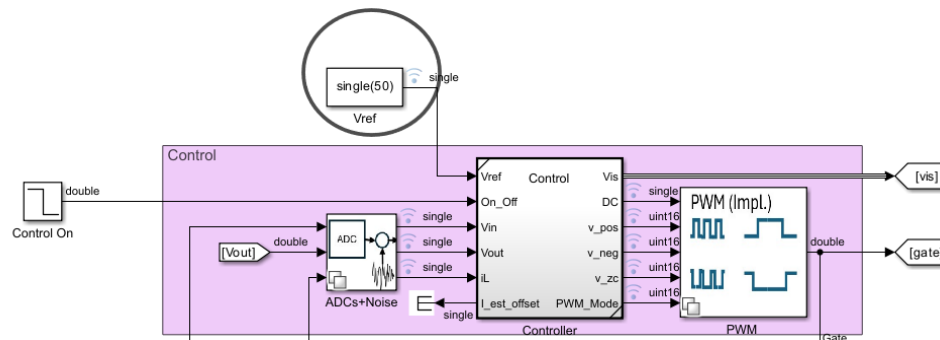 single(50)
single
Vref
Control
double
Control On
Vref
Control
Vis
[vis]
On_Off
DC
single
PWM (Impl.)
Vin
single
v_pos
uint16
[Vout]
double
ADC
Vout
single
v_neg
uint16
double
[gate
iL
single
v_zc
uint16
ADCs+Noise
I_est_offset
single
PWM_Mode
uint16
Controller
PWM
Gate